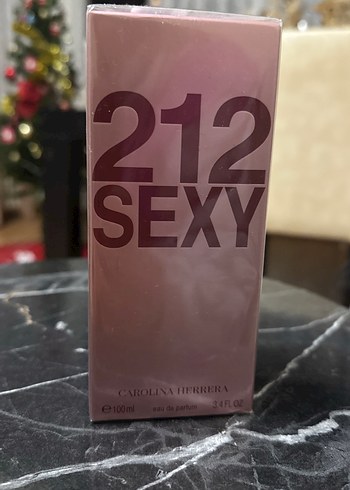 212
SEXY
CAROLINA HERRERA
℮100ml eau de parfum 3.4 FL.OZ